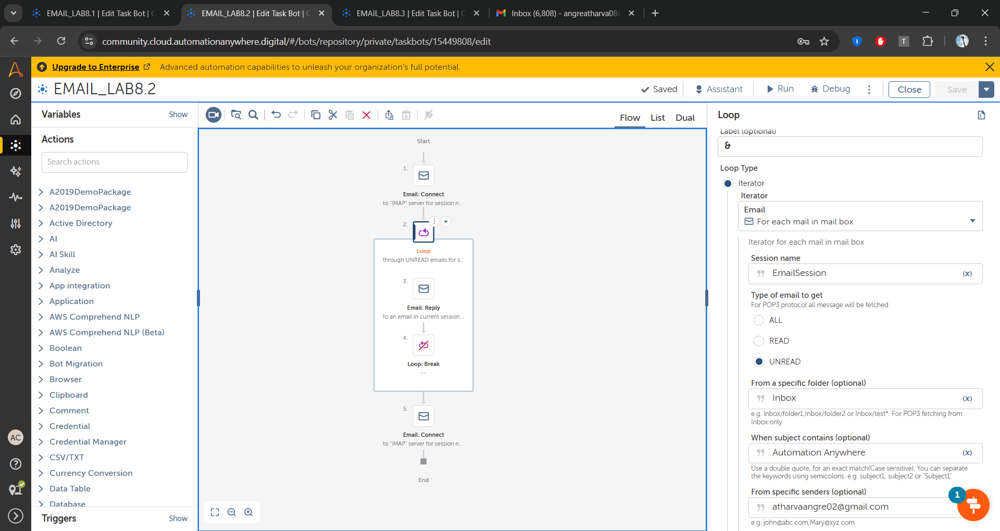 EMAIL_LAB8.1 | Edit Task Bot | C
EMAIL_LAB8.2 | Edit Task Bot | C
EMAIL_LAB8.3 | Edit Task Bot | C
Inbox (6,808) - angreatharva08
community.cloud.automationanywhere.digital/#/bots/repository/private/taskbots/15449808/edit
T
Upgrade to Enterprise
Advanced automation capabilities to unleash your organization's full potential.
EMAIL_LAB8.2
Saved
Assistant
Run
Debug
Close
Save
Variables
Show
Actions
Search actions
A2019DemoPackage
A2019DemoPackage
Active Directory
AI
AI Skill
Analyze
App integration
Application
AWS Comprehend NLP
AWS Comprehend NLP (Beta)
Boolean
Bot Migration
Browser
Clipboard
Comment
Credential
Credential Manager
CSV/TXT
Currency Conversion
Data Table
Database
Triggers
Show
AC
Flow
List
Dual
Start
1.
Email: Connect
to "IMAP" server for session n...
2.
Loop
through UNREAD emails for s...
3.
Email: Reply
to an email in current session...
4.
Loop: Break
--
5.
Email: Connect
to "IMAP" server for session n...
End
Loop
Label (optional)
&
Loop Type
Iterator
Iterator
Email
For each mail in mail box
Iterator for each mail in mail box
Session name
EmailSession
(x)
Type of email to get
For POP3 protocol all message will be fetched
ALL
READ
UNREAD
From a specific folder (optional)
Inbox
(x)
e.g. Inbox/folder1;Inbox/folder2 or Inbox/test*. For POP3 fetching from
Inbox only
When subject contains (optional)
Automation Anywhere
(x)
Use a double quote, for an exact match(Case sensitive). You can separate
the keywords using semicolons. e.g. subject1; subject2 or "Subject1"
From specific senders (optional)
atharvaangre02@gmail.com
e.g. john@abc.com;Mary@xyz.com
1